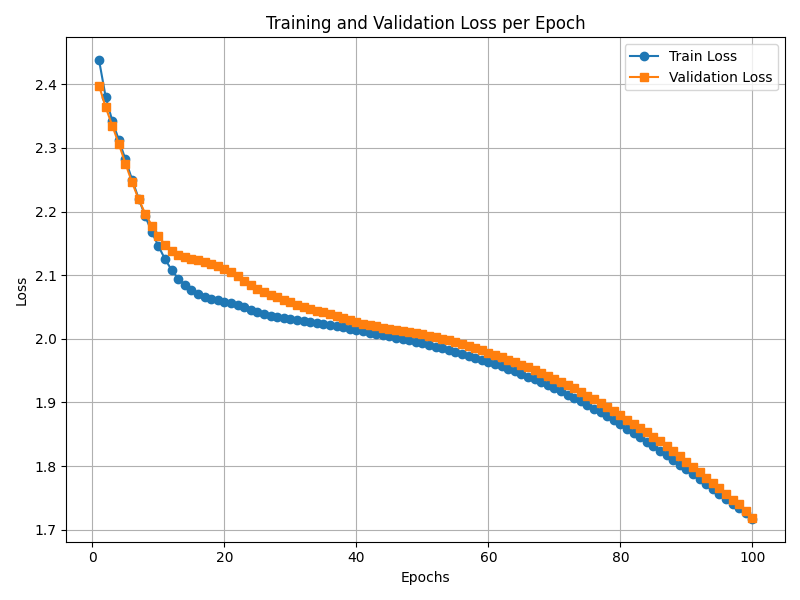 Training and Validation Loss per Epoch
Train Loss
Validation Loss
2.4
2.3
2.2
2.1
2.0
1.9
1.8
1.7
Loss
0 20 40 60 80 100
Epochs